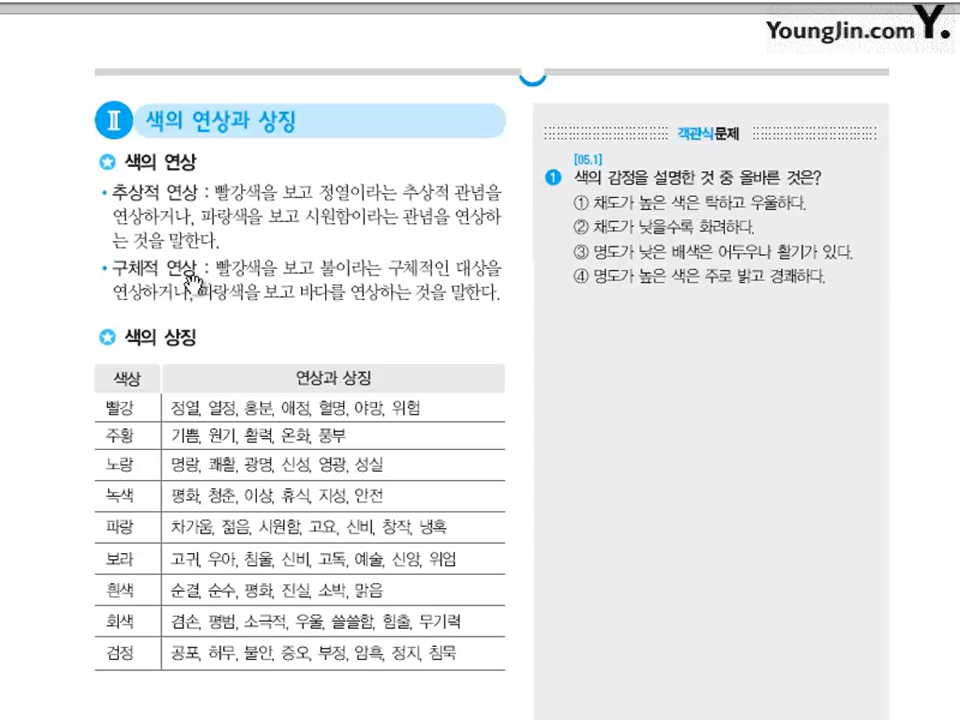 YoungJin.com Y.
Ⅱ 색의 연상과 상징
색의 연상
• 추상적 연상 : 빨강색을 보고 정열이라는 추상적 관념을
연상하거나, 파랑색을 보고 시원함이라는 관념을 연상하
는 것을 말한다.
• 구체적 연상 : 빨강색을 보고 불이라는 구체적인 대상을
연상하거나, 파랑색을 보고 바다를 연상하는 것을 말한다.
색의 상징
색상 연상과 상징
빨강 정열, 열정, 흥분, 애정, 혁명, 야망, 위험
주황 기쁨, 원기, 활력, 온화, 풍부
노랑 명랑, 쾌활, 광명, 신성, 영광, 성실
녹색 평화, 청춘, 이상, 휴식, 지성, 안전
파랑 차가움, 젊음, 시원함, 고요, 신비, 창작, 냉혹
보라 고귀, 우아, 침울, 신비, 고독, 예술, 신앙, 위엄
흰색 순결, 순수, 평화, 진실, 소박, 맑음
회색 겸손, 평범, 소극적, 우울, 쓸쓸함, 힘출, 무기력
검정 공포, 허무, 불안, 증오, 부정, 암흑, 정지, 침묵
객관식문제
[05.1]
1 색의 감정을 설명한 것 중 올바른 것은?
① 채도가 높은 색은 탁하고 우울하다.
② 채도가 낮을수록 화려하다.
③ 명도가 낮은 배색은 어두우나 활기가 있다.
④ 명도가 높은 색은 주로 밝고 경쾌하다.